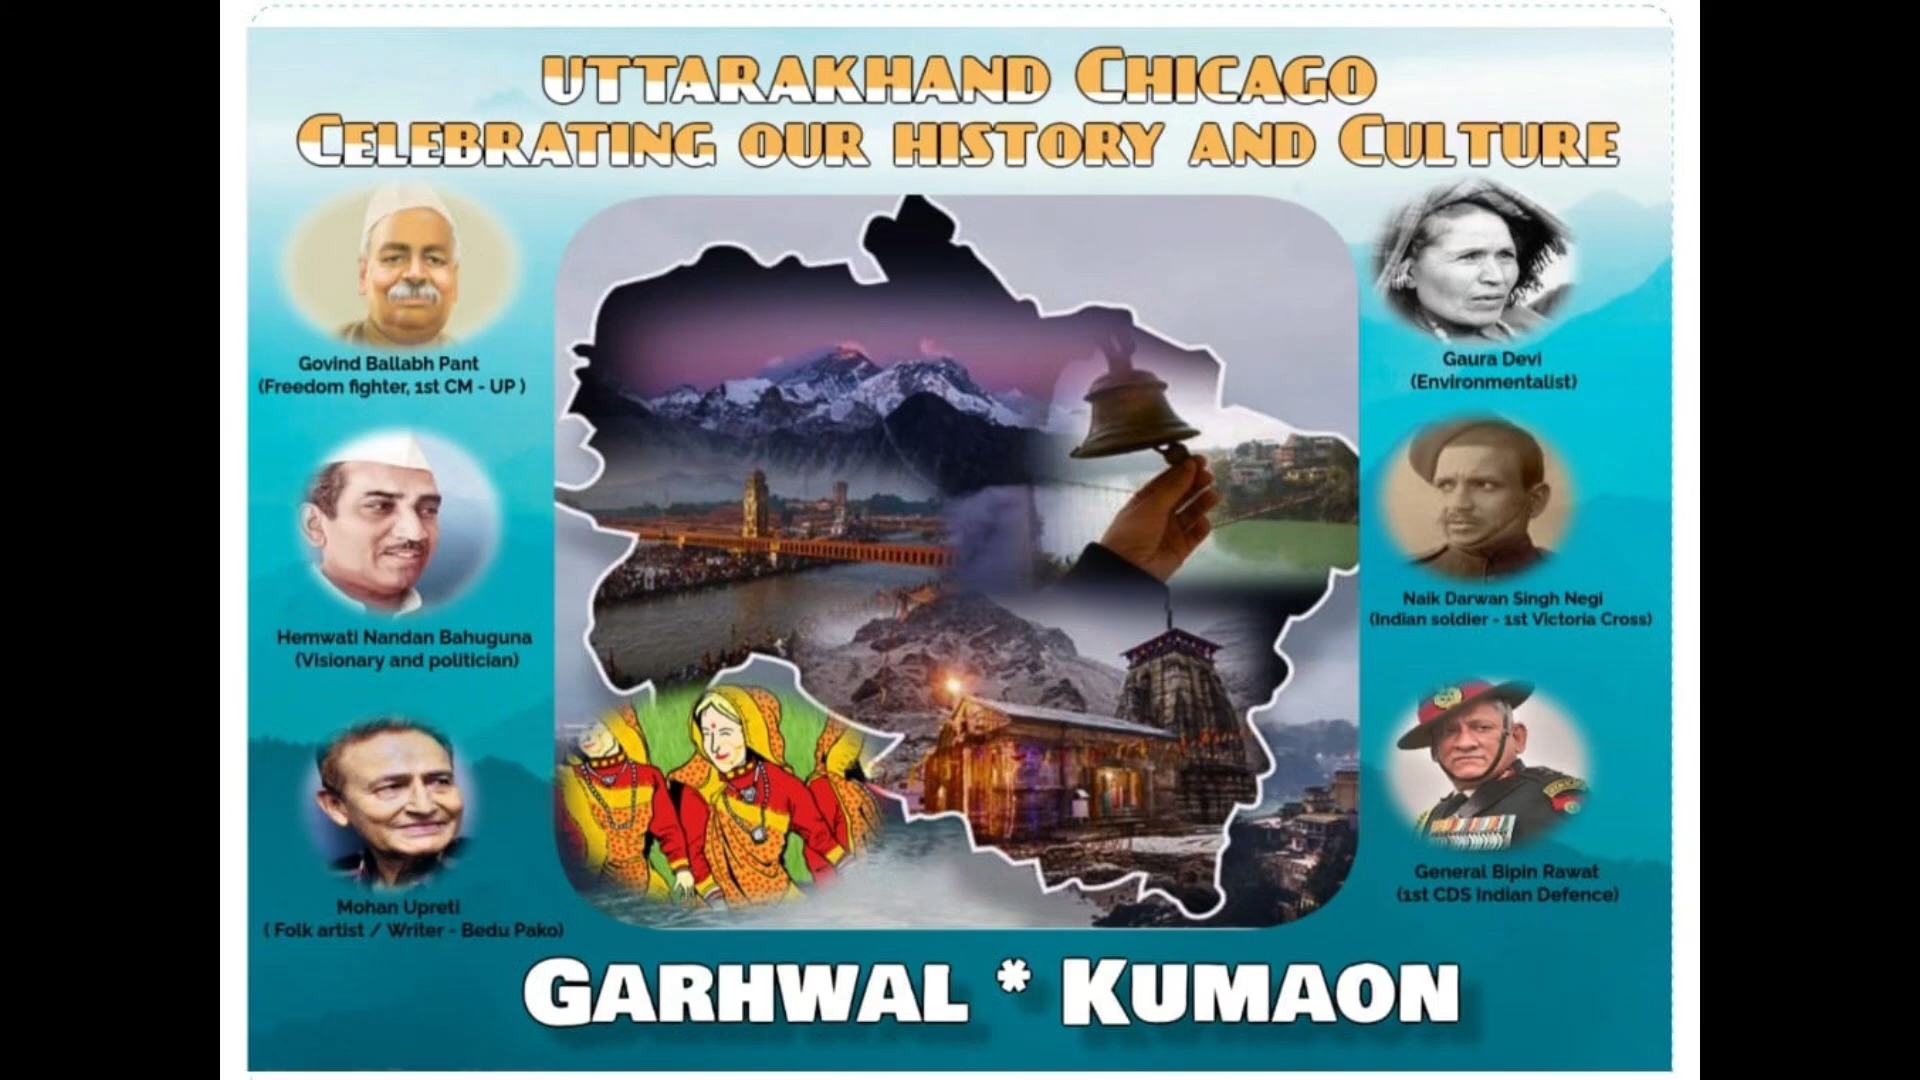 UTTARAKHAND CHICAGO
CELEBRATING OUR HISTORY AND CULTURE
Govind Ballabh Pant
(Freedom fighter, 1st CM - UP )
Hemwati Nandan Bahuguna
(Visionary and politician)
Mohan Upreti
( Folk artist / Writer - Bedu Pako)
Gaura Devi
(Environmentalist)
Naik Darwan Singh Negi
(Indian soldier - 1st Victoria Cross)
General Bipin Rawat
(1st CDS Indian Defence)
GARHWAL * KUMAON